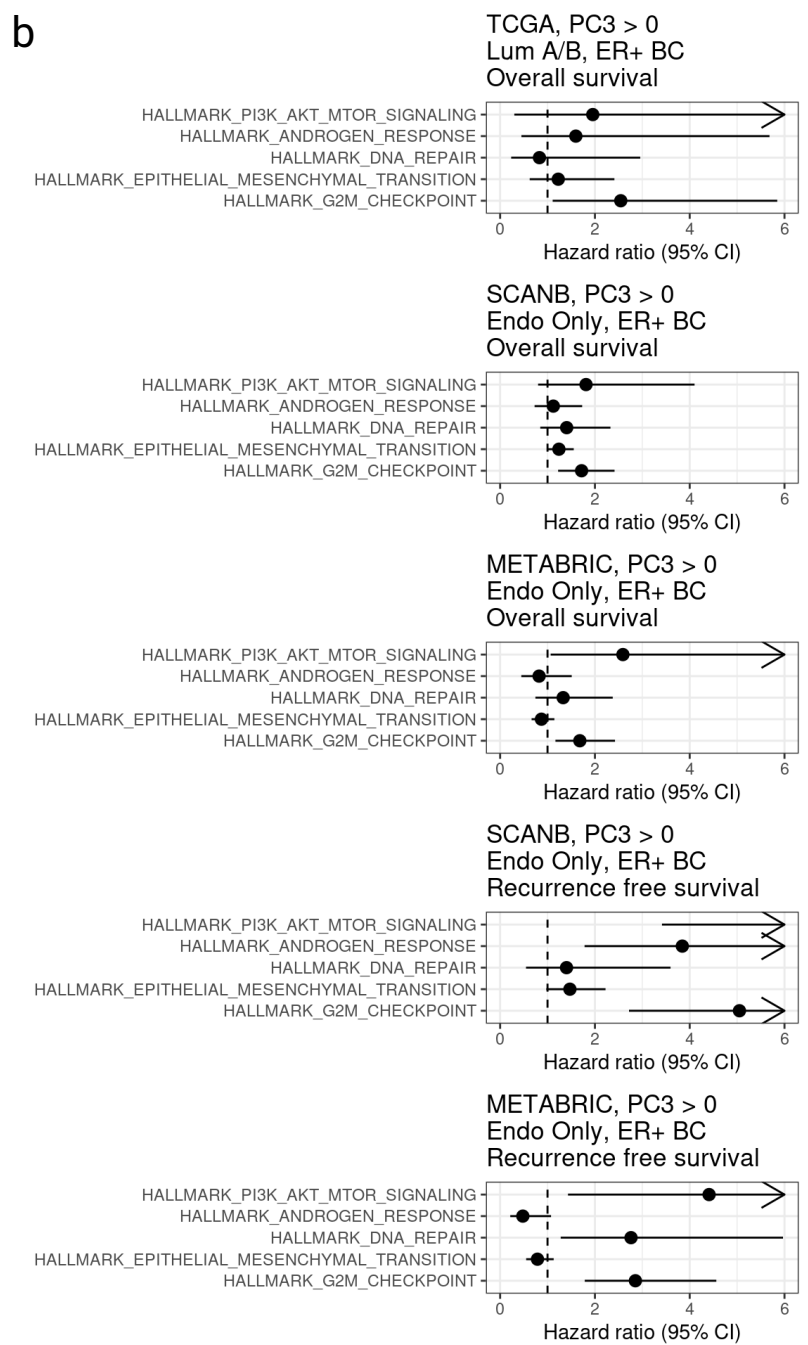 b
TCGA, PC3 > 0
Lum A/B, ER+ BC
Overall survival
HALLMARK_PI3K_AKT_MTOR_SIGNALING
HALLMARK_ANDROGEN_RESPONSE
HALLMARK_DNA_REPAIR
HALLMARK_EPITHELIAL_MESENCHYMAL_TRANSITION
HALLMARK_G2M_CHECKPOINT
0 2 4 6
Hazard ratio (95% CI)
SCANB, PC3 > 0
Endo Only, ER+ BC
Overall survival
HALLMARK_PI3K_AKT_MTOR_SIGNALING
HALLMARK_ANDROGEN_RESPONSE
HALLMARK_DNA_REPAIR
HALLMARK_EPITHELIAL_MESENCHYMAL_TRANSITION
HALLMARK_G2M_CHECKPOINT
0 2 4 6
Hazard ratio (95% CI)
METABRIC, PC3 > 0
Endo Only, ER+ BC
Overall survival
HALLMARK_PI3K_AKT_MTOR_SIGNALING
HALLMARK_ANDROGEN_RESPONSE
HALLMARK_DNA_REPAIR
HALLMARK_EPITHELIAL_MESENCHYMAL_TRANSITION
HALLMARK_G2M_CHECKPOINT
0 2 4 6
Hazard ratio (95% CI)
SCANB, PC3 > 0
Endo Only, ER+ BC
Recurrence free survival
HALLMARK_PI3K_AKT_MTOR_SIGNALING
HALLMARK_ANDROGEN_RESPONSE
HALLMARK_DNA_REPAIR
HALLMARK_EPITHELIAL_MESENCHYMAL_TRANSITION
HALLMARK_G2M_CHECKPOINT
0 2 4 6
Hazard ratio (95% CI)
METABRIC, PC3 > 0
Endo Only, ER+ BC
Recurrence free survival
HALLMARK_PI3K_AKT_MTOR_SIGNALING
HALLMARK_ANDROGEN_RESPONSE
HALLMARK_DNA_REPAIR
HALLMARK_EPITHELIAL_MESENCHYMAL_TRANSITION
HALLMARK_G2M_CHECKPOINT
0 2 4 6
Hazard ratio (95% CI)